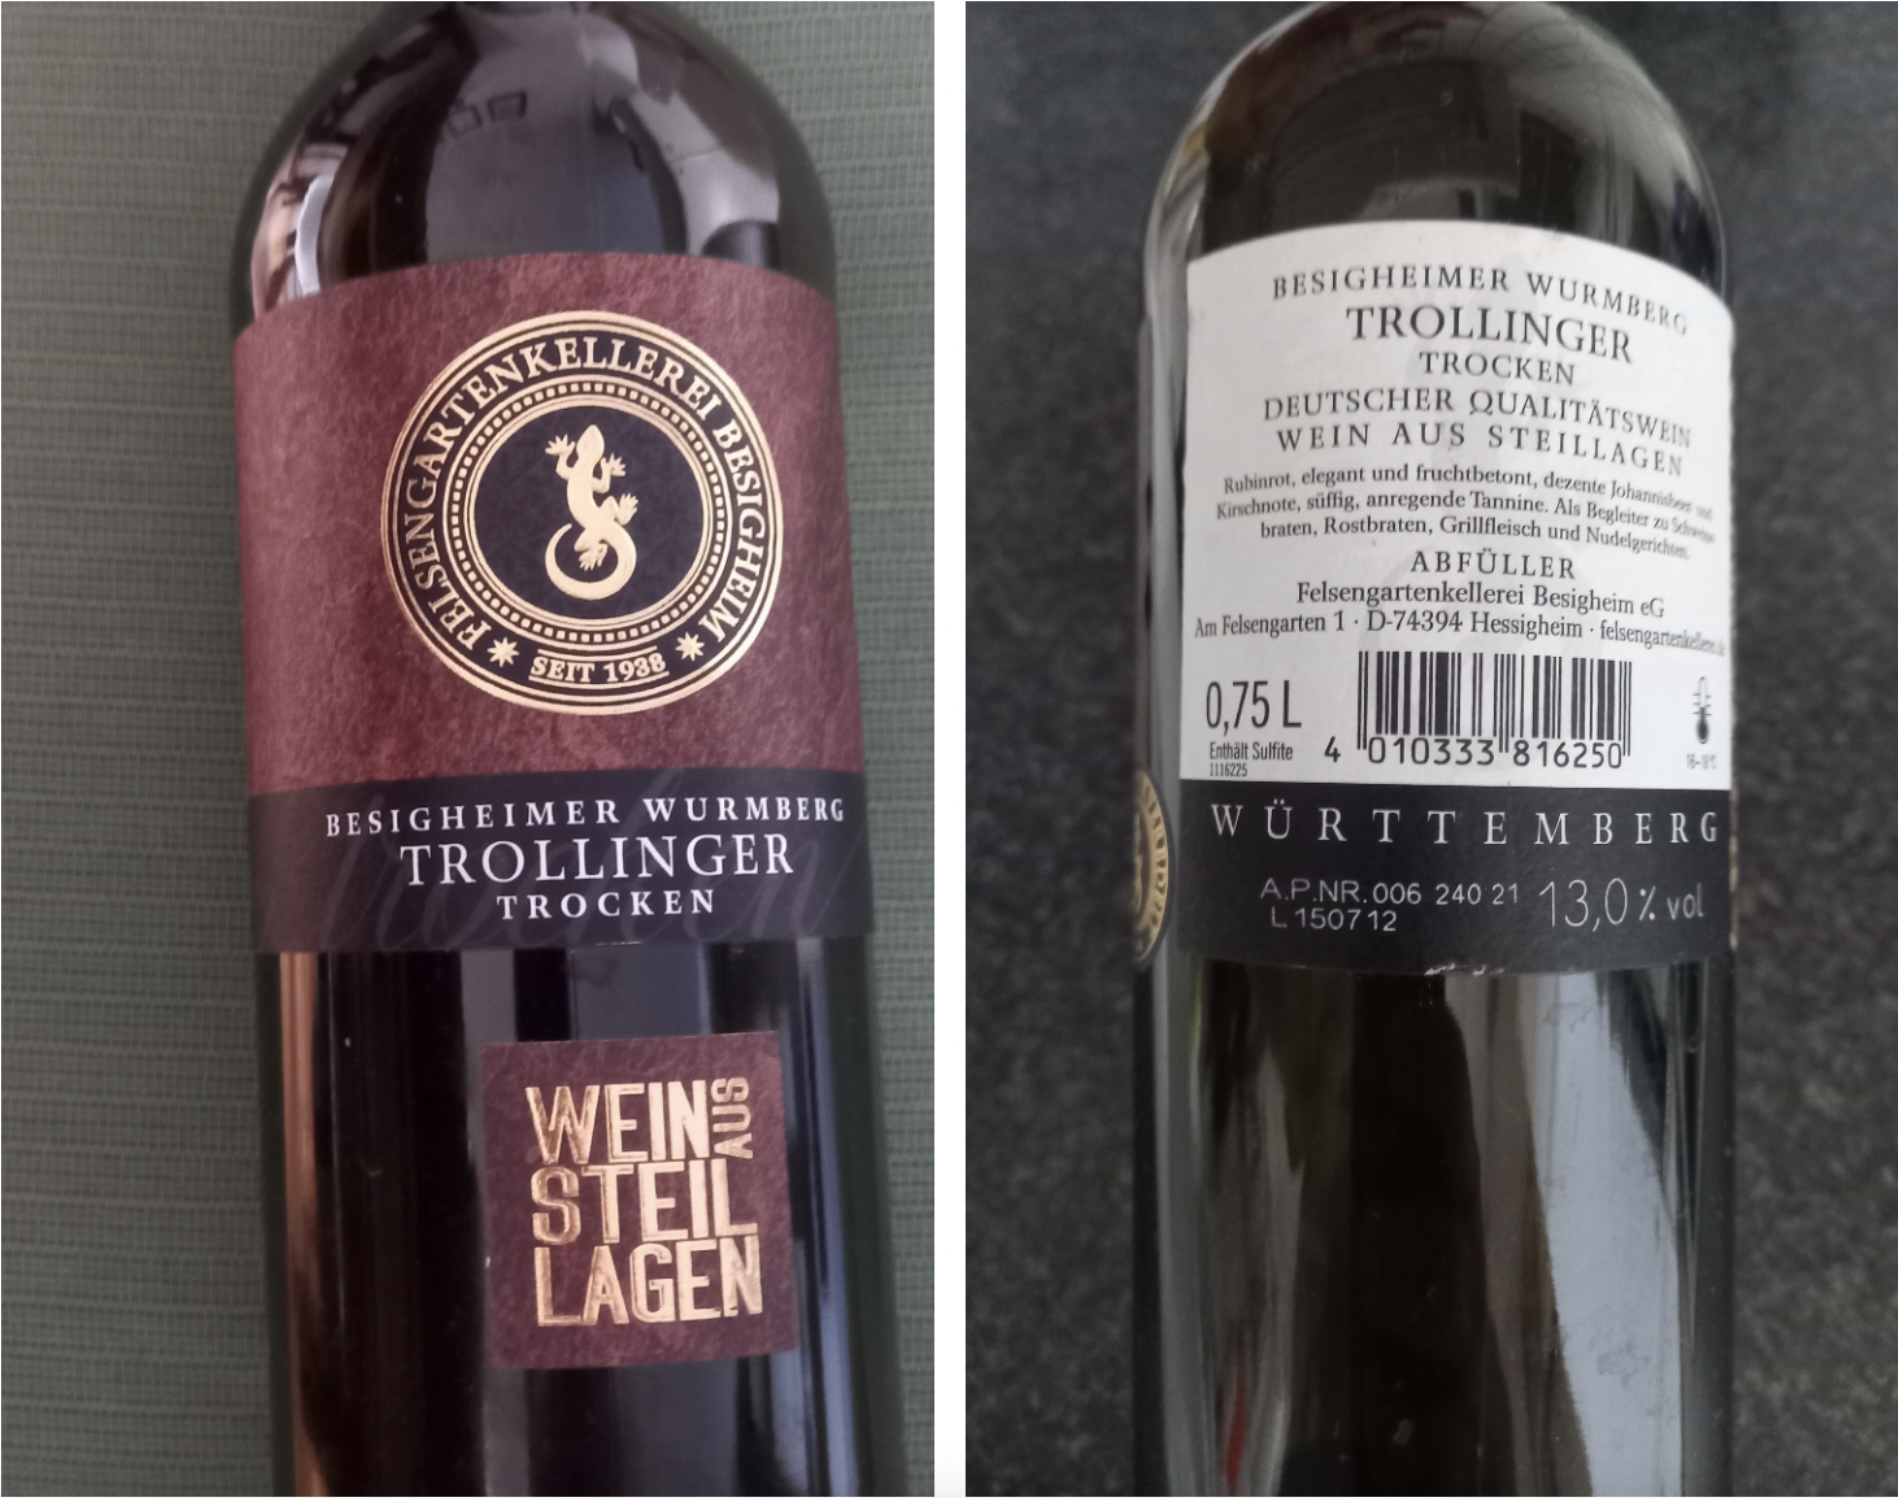 FELSENGARTENKELLEREI BESIGHEIM
SEIT 1938
BESIGHEIMER WURMBERG
TROLLINGER
TROCKEN
WEIN AUS
STEIL
LAGEN
BESIGHEIMER WURMBERG
TROLLINGER
TROCKEN
DEUTSCHER QUALITÄTSWEIN
WEIN AUS STEILLAGEN
Rubinrot, elegant und fruchtbetont, dezente Johannisbeer- und
Kirschnote, süffig, anregende Tannine. Als Begleiter zu Schweine-
braten, Rostbraten, Grillfleisch und Nudelgerichten.
ABFÜLLER
Felsengartenkellerei Besigheim eG
Am Felsengarten 1 · D-74394 Hessigheim · felsengartenkellerei.de
0,75 L
Enthält Sulfite
1116225
4 010333 816250
WÜRTTEMBERG
A.P.NR. 006 240 21 13,0 % vol
L 150712